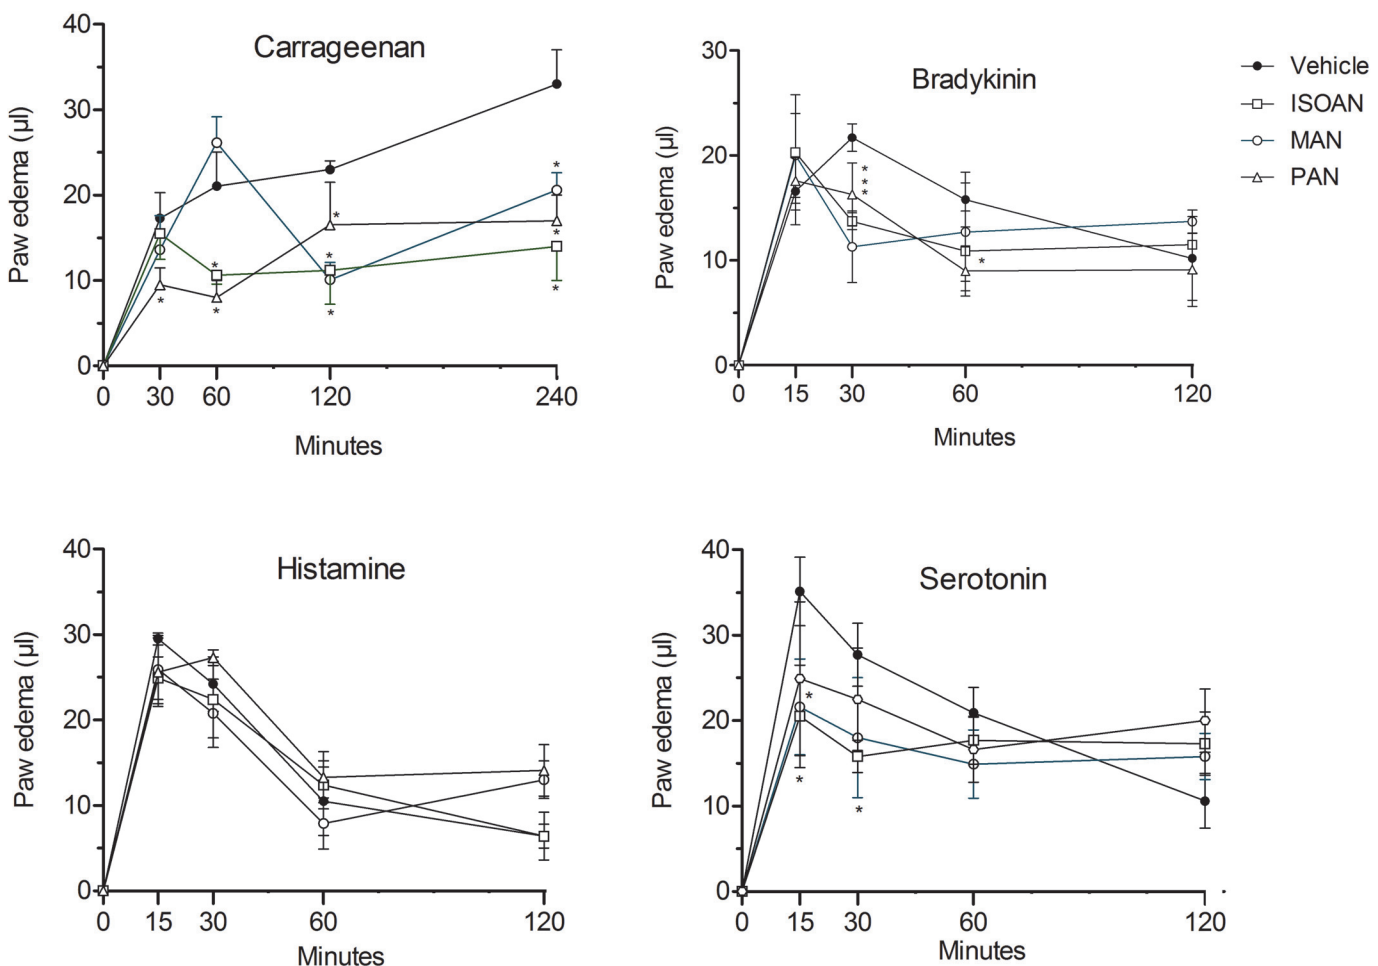 Carrageenan
Paw edema (µl)
40
30
20
10
0
* * * * * * * * *
0 30 60 120 240
Minutes
Bradykinin
Paw edema (µl)
30
20
10
0
*
*
*
*
0 15 30 60 120
Minutes
Vehicle
ISOAN
MAN
PAN
Histamine
Paw edema (µl)
40
30
20
10
0
0 15 30 60 120
Minutes
Serotonin
Paw edema (µl)
40
30
20
10
0
*
*
*
0 15 30 60 120
Minutes